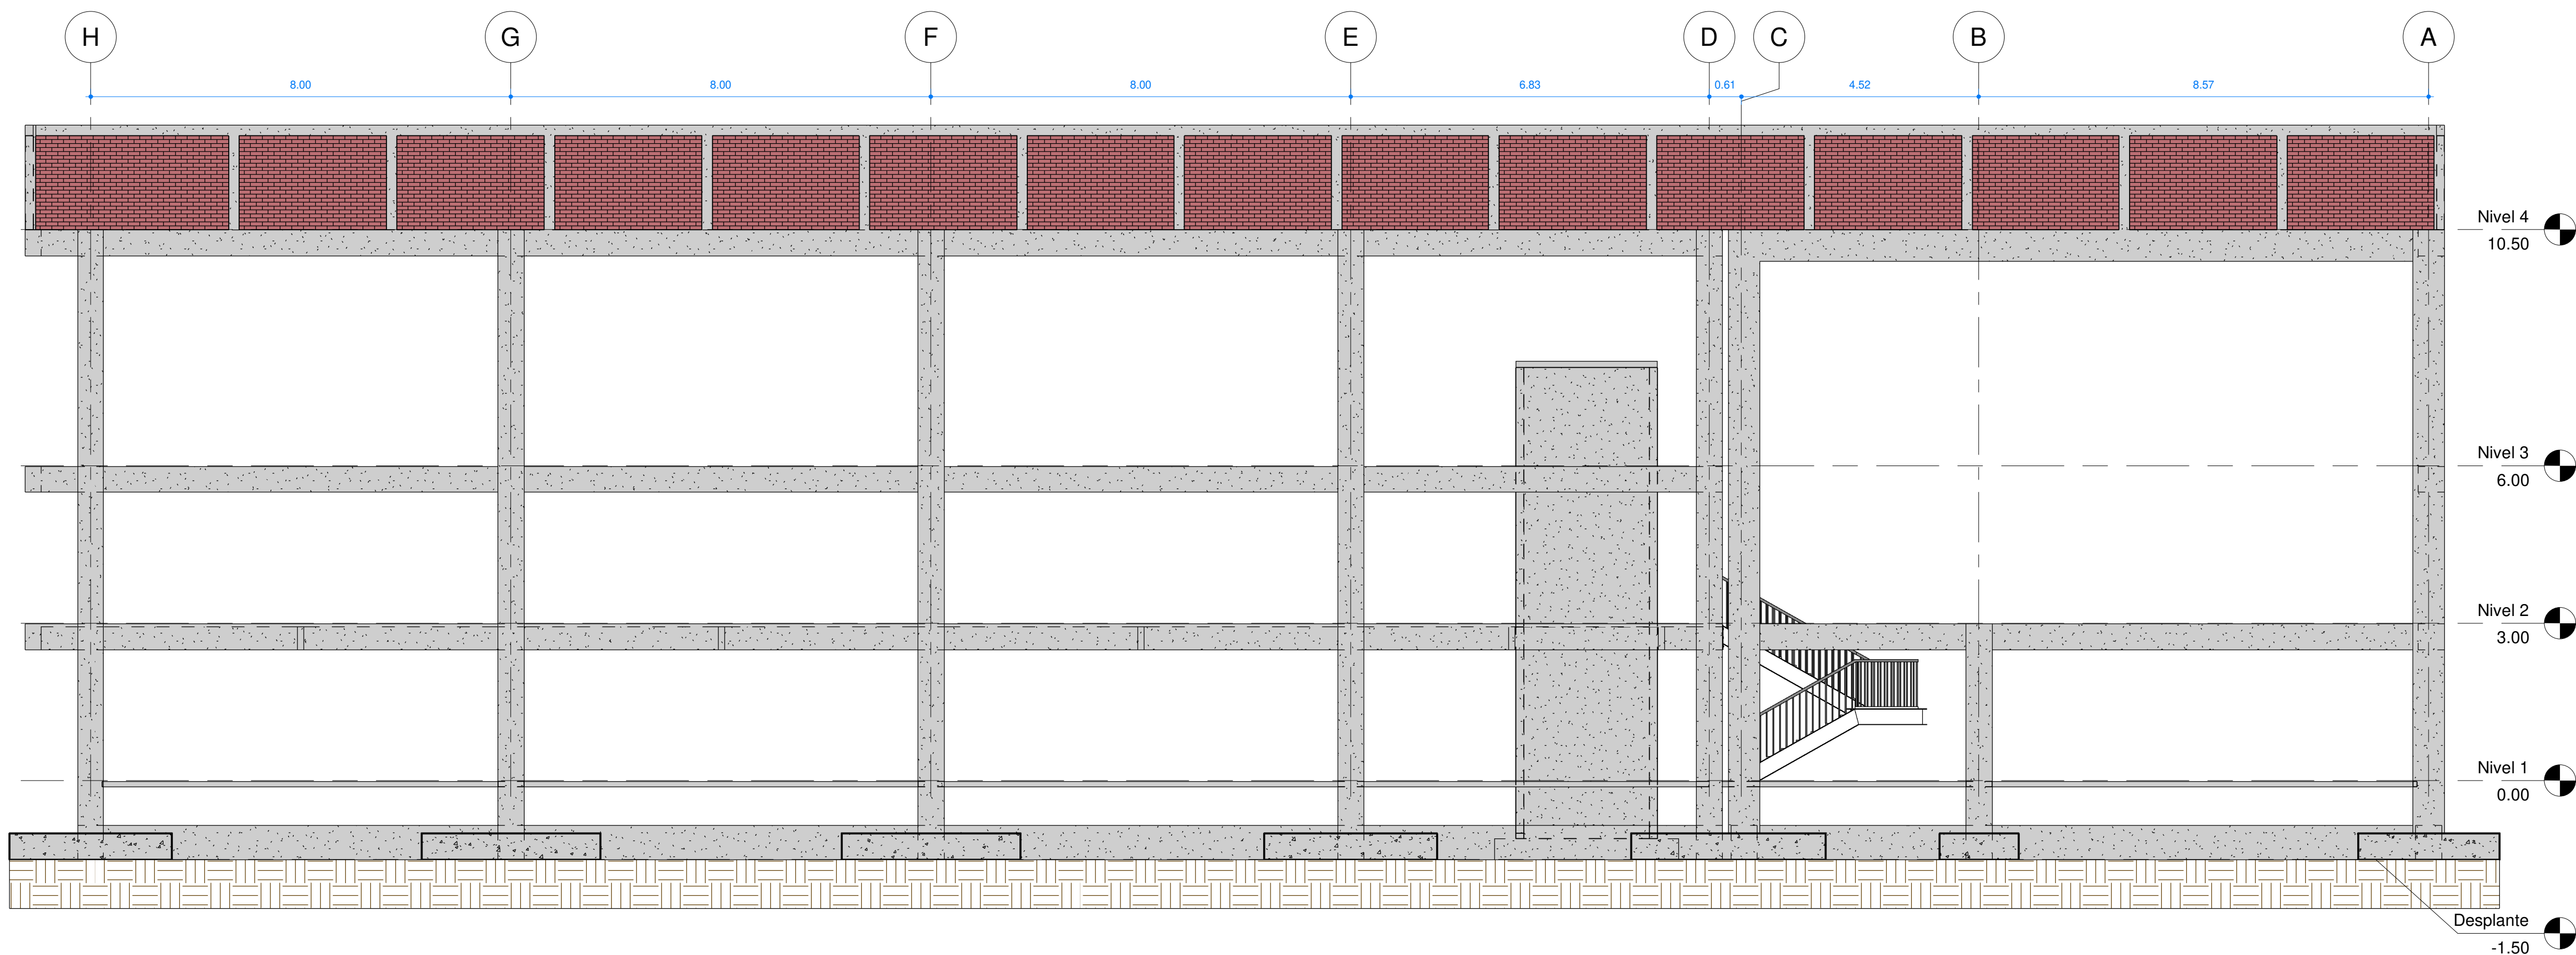 H G F E D C B A
8.00 8.00 8.00 6.83 0.61 4.52 8.57
Nivel 4
10.50
Nivel 3
6.00
Nivel 2
3.00
Nivel 1
0.00
Desplante
-1.50